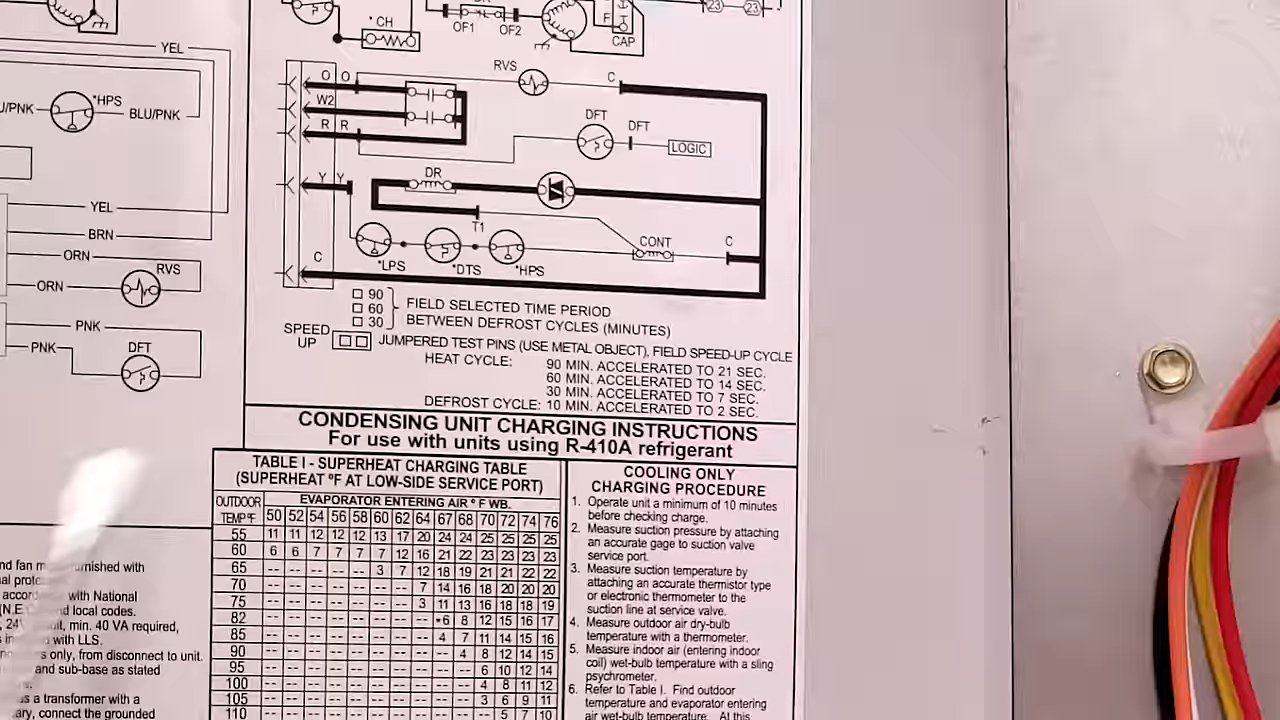 YEL
*HPS
U/PNK
BLU/PNK
YEL
BRN
ORN
RVS
ORN
PNK
PNK
DFT
* CH
OF1
OF2
F
CAP
23
23
RVS
C
O O
W2
R R
DFT
DFT
LOGIC
Y Y
DR
T1
*LPS
*DTS
*HPS
CONT
C
C
90
60
30
FIELD SELECTED TIME PERIOD
BETWEEN DEFROST CYCLES (MINUTES)
SPEED
UP
JUMPERED TEST PINS (USE METAL OBJECT), FIELD SPEED-UP CYCLE
HEAT CYCLE: 90 MIN. ACCELERATED TO 21 SEC.
60 MIN. ACCELERATED TO 14 SEC.
30 MIN. ACCELERATED TO 7 SEC.
DEFROST CYCLE: 10 MIN. ACCELERATED TO 2 SEC.
CONDENSING UNIT CHARGING INSTRUCTIONS
For use with units using R-410A refrigerant
TABLE I - SUPERHEAT CHARGING TABLE
(SUPERHEAT ºF AT LOW-SIDE SERVICE PORT)
OUTDOOR
TEMP ºF
EVAPORATOR ENTERING AIR ° F WB.
50 52 54 56 58 60 62 64 67 68 70 72 74 76
55 11 11 12 12 12 13 17 20 24 24 25 25 25 25
60 6 6 7 7 7 7 12 16 21 22 23 23 23 23
65 -- -- -- -- -- 3 7 12 18 19 21 21 22 22
70 -- -- -- -- -- -- -- 7 14 16 18 20 20 20
75 -- -- -- -- -- -- -- 3 11 13 16 18 18 19
82 -- -- -- -- -- -- -- -- *6 8 12 15 16 17
85 -- -- -- -- -- -- -- -- 4 7 11 14 15 16
90 -- -- -- -- -- -- -- -- -- 4 8 12 14 15
95 -- -- -- -- -- -- -- -- -- -- 6 10 12 14
100 -- -- -- -- -- -- -- -- -- -- 4 8 11 12
105 -- -- -- -- -- -- -- -- -- -- 3 6 9 11
110 -- -- -- -- -- -- -- -- -- -- -- 5 7 10
COOLING ONLY
CHARGING PROCEDURE
1. Operate unit a minimum of 10 minutes
before checking charge.
2. Measure suction pressure by attaching
an accurate gage to suction valve
service port.
3. Measure suction temperature by
attaching an accurate thermistor type
or electronic thermometer to the
suction line at service valve.
4. Measure outdoor air dry-bulb
temperature with a thermometer.
5. Measure indoor air (entering indoor
coil) wet-bulb temperature with a sling
psychrometer.
6. Refer to Table I. Find outdoor
temperature and evaporator entering
air wet-bulb temperature. At this
nd fan m urnished with
with National
local codes.
min. 40 VA required,
with LLS.
only, from disconnect to unit.
and sub-base as stated
as a transformer with a
ary, connect the grounded